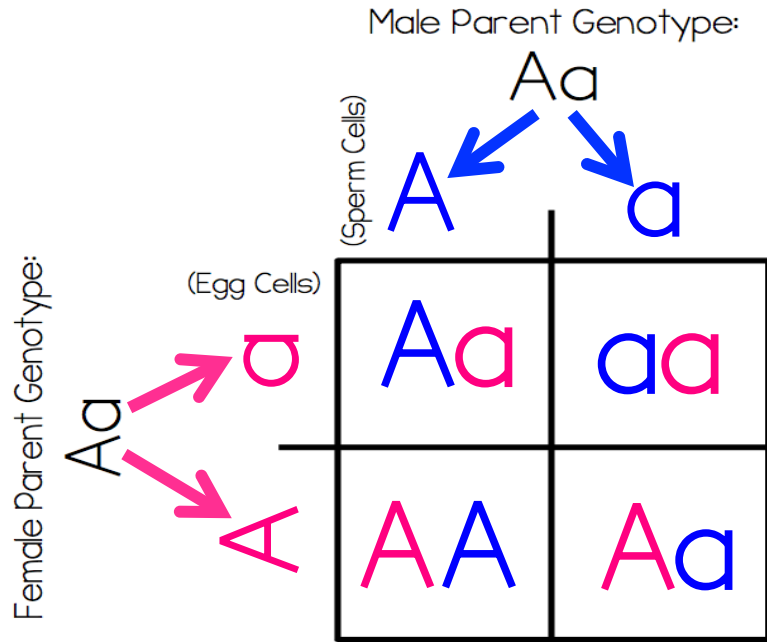 Male Parent Genotype:
Aa
(Sperm Cells)
A a
(Egg Cells)
Female Parent Genotype:
Aa
a
A
Aa aa
AA Aa